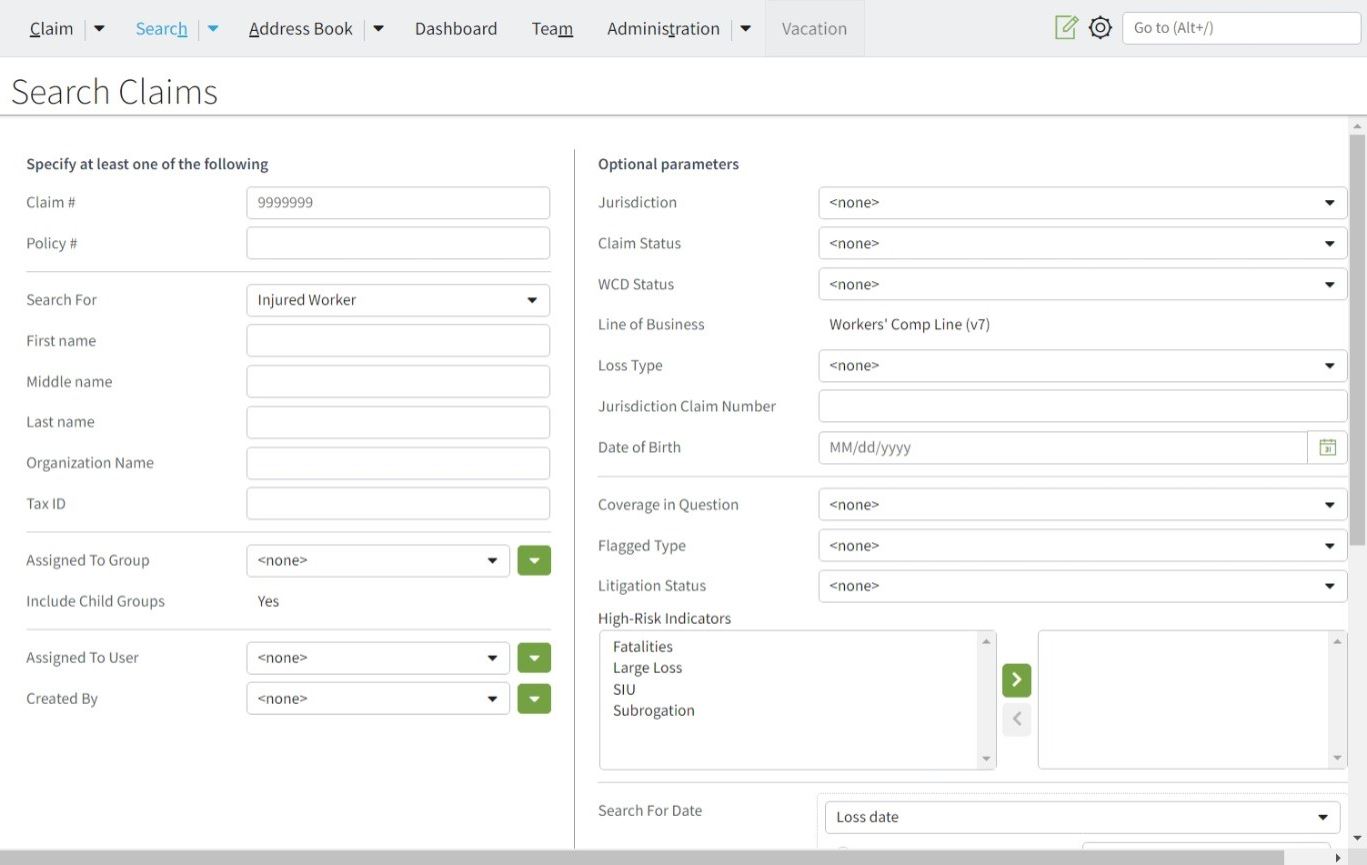 Claim
Search
Address Book
Dashboard
Team
Administration
Vacation
Go to (Alt+/)
Search Claims
Specify at least one of the following
Claim #
9999999
Policy #
Search For
Injured Worker
First name
Middle name
Last name
Organization Name
Tax ID
Assigned To Group
<none>
Include Child Groups
Yes
Assigned To User
<none>
Created By
<none>
Optional parameters
Jurisdiction
<none>
Claim Status
<none>
WCD Status
<none>
Line of Business
Workers' Comp Line (v7)
Loss Type
<none>
Jurisdiction Claim Number
Date of Birth
MM/dd/yyyy
31
Coverage in Question
<none>
Flagged Type
<none>
Litigation Status
<none>
High-Risk Indicators
Fatalities
Large Loss
SIU
Subrogation
Search For Date
Loss date